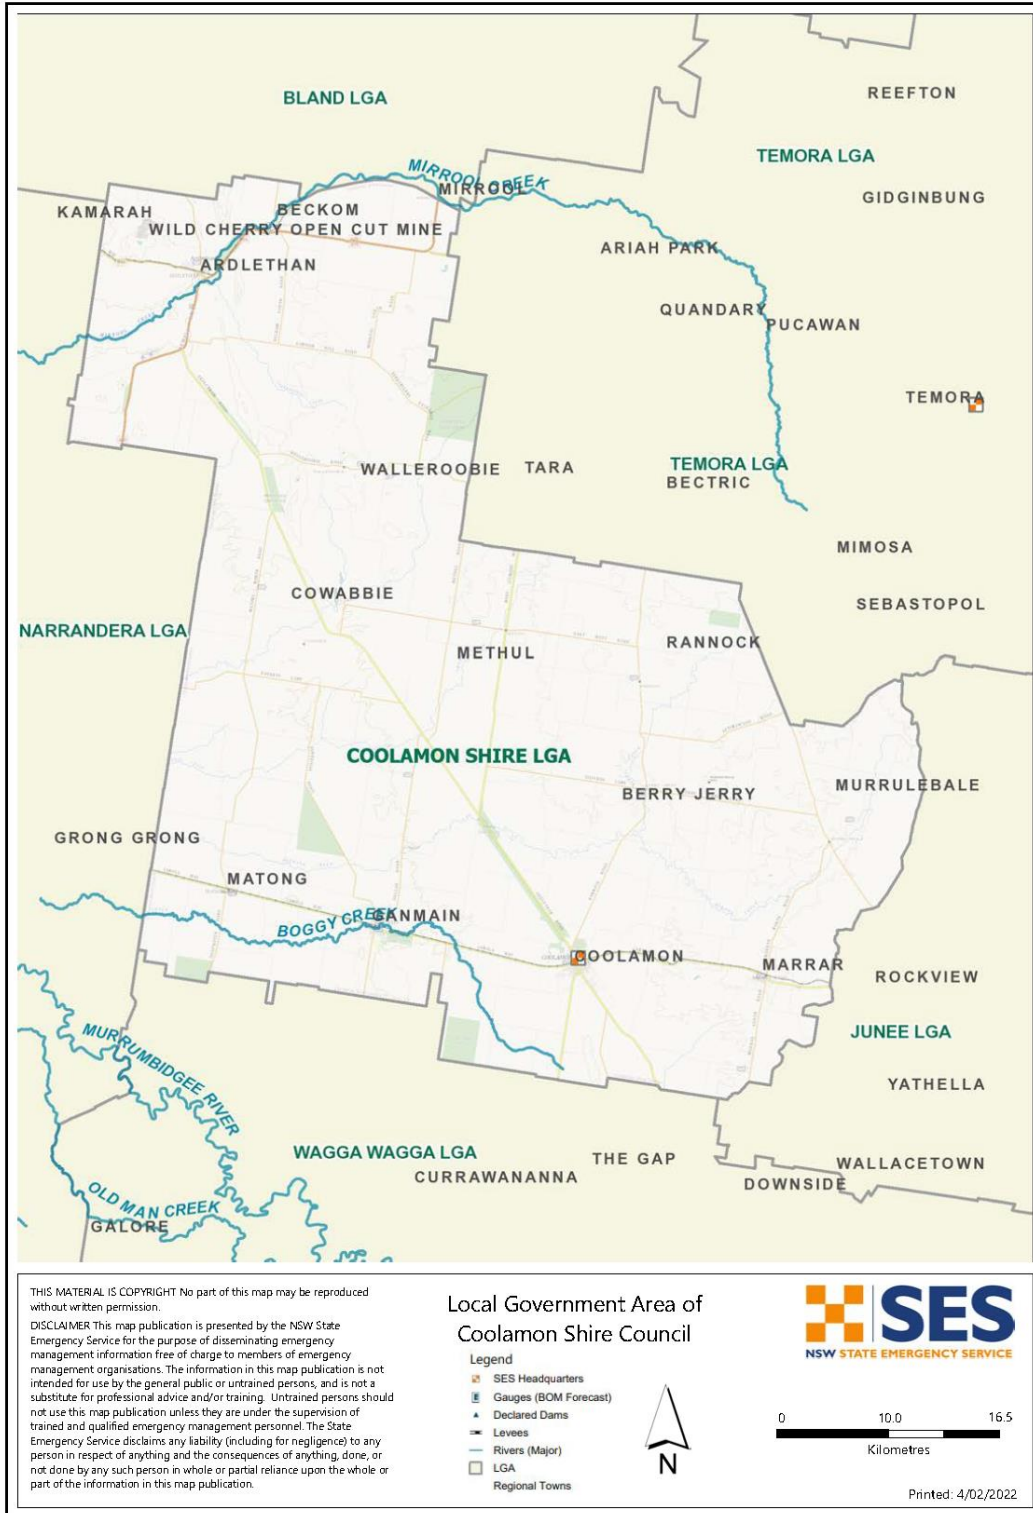 REEFTON
BLAND LGA
TEMORA LGA
MIRROOL CREEK
MIRROOL
GIDGINBUNG
KAMARAH
BECKOM
WILD CHERRY OPEN CUT MINE
ARIAH PARK
ARDLETHAN
QUANDARY
PUCAWAN
TEMORA
WALLEROOBIE
TARA
TEMORA LGA
BECTRIC
MIMOSA
COWABBIE
SEBASTOPOL
NARRANDERA LGA
METHUL
RANNOCK
COOLAMON SHIRE LGA
BERRY JERRY
MURRULEBALE
GRONG GRONG
MATONG
BOGGY CREEK
GANMAIN
COOLAMON
MARRAR
ROCKVIEW
MURRUMBIDGEE RIVER
JUNEE LGA
YATHELLA
WAGGA WAGGA LGA
CURRAWANANNA
THE GAP
WALLACETOWN
DOWNSIDE
OLD MAN CREEK
GALORE
THIS MATERIAL IS COPYRIGHT No part of this map may be reproduced
without written permission.
DISCLAIMER This map publication is presented by the NSW State
Emergency Service for the purpose of disseminating emergency
management information free of charge to members of emergency
management organisations. The information in this map publication is not
intended for use by the general public or untrained persons, and is not a
substitute for professional advice and/or training. Untrained persons should
not use this map publication unless they are under the supervision of
trained and qualified emergency management personnel. The State
Emergency Service disclaims any liability (including for negligence) to any
person in respect of anything and the consequences of anything, done, or
not done by any such person in whole or partial reliance upon the whole or
part of the information in this map publication.
Local Government Area of
Coolamon Shire Council
Legend
SES Headquarters
Gauges (BOM Forecast)
Declared Dams
Levees
Rivers (Major)
LGA
Regional Towns
N
SES
NSW STATE EMERGENCY SERVICE
0 10.0 16.5
Kilometres
Printed: 4/02/2022